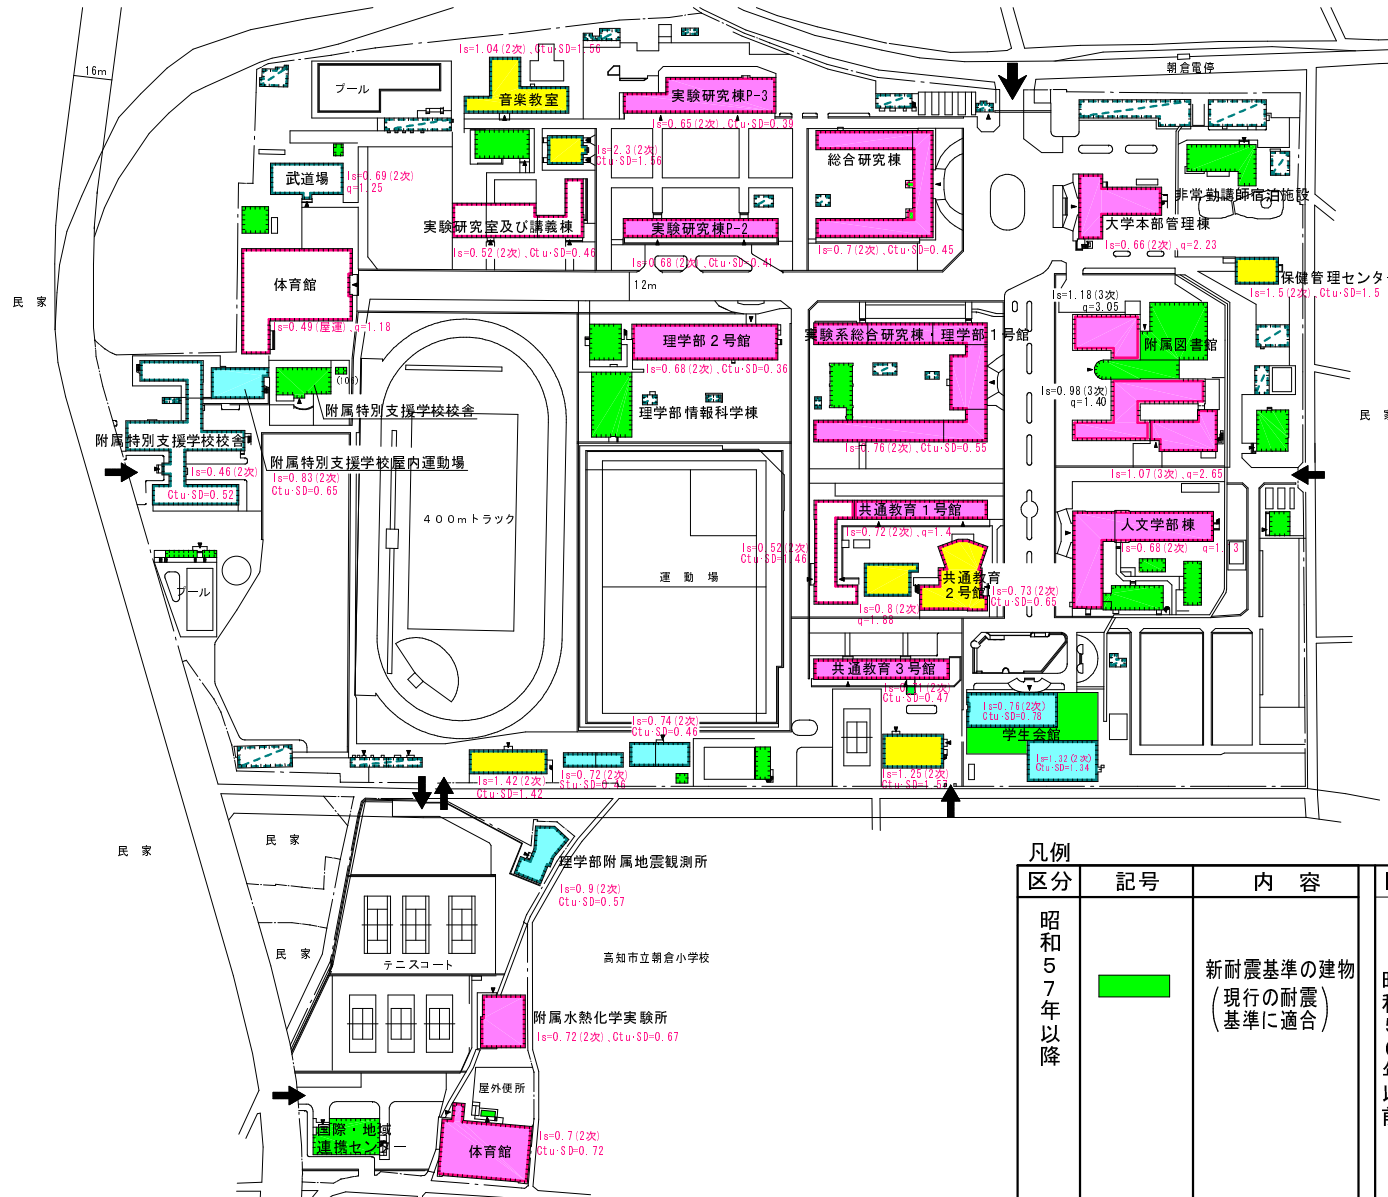 16m
Is=1.04(2次)、Ctu·SD=1.56
プール
音楽教室
実験研究棟P-3
Is=0.65(2次)、Ctu·SD=0.39
朝倉電停
Is=2.3(2次)
Ctu·SD=1.56
総合研究棟
武道場
Is=0.69(2次)
q=1.25
非常勤講師宿泊施設
大学本部管理棟
Is=0.66(2次)、q=2.23
実験研究室及び講義棟
Is=0.52(2次)、Ctu·SD=0.46
実験研究棟P-2
Is=0.68(2次)、Ctu·SD=0.41
Is=0.7(2次)、Ctu·SD=0.45
体育館
Is=0.49(屋運)、q=1.18
12m
保健管理センター
Is=1.5(2次)、Ctu·SD=1.5
民 家
Is=1.18(3次)
q=3.05
附属図書館
理学部2号館
Is=0.68(2次)、Ctu·SD=0.36
実験系総合研究棟・理学部1号館
Is=0.98(3次)
q=1.40
(106)
附属特別支援学校校舎
理学部情報科学棟
民 家
附属特別支援学校校舎
Is=0.76(2次)、Ctu·SD=0.55
附属特別支援学校屋内運動場
Is=0.83(2次)
Ctu·SD=0.65
Is=0.46(2次)
Ctu·SD=0.52
Is=1.07(3次)、q=2.65
400mトラック
共通教育1号館
Is=0.72(2次)、q=1.4
人文学部棟
Is=0.68(2次)
Is=0.52(2次)
Ctu·SD=0.46
運 動 場
プール
共通教育
2号館
Is=0.73(2次)
Ctu·SD=0.65
Is=0.8(2次)
q=1.88
共通教育3号館
Ctu·SD=0.47
Is=0.76(2次)
Ctu·SD=0.78
学生会館
Is=0.74(2次)
Ctu·SD=0.46
Is=1.32(2次)
Ctu·SD=1.34
Is=1.42(2次)
Ctu·SD=1.42
Is=0.72(2次)
Is=1.25(2次)
Ctu·SD=1.57
民 家
民 家
理学部附属地震観測所
Is=0.9(2次)
Ctu·SD=0.57
民 家
テニスコート
高知市立朝倉小学校
附属水熱化学実験所
Is=0.72(2次)、Ctu·SD=0.67
屋外便所
国際・地域
連携センター
体育館
Is=0.7(2次)
Ctu·SD=0.72
凡例
区分
記号
内 容
昭和57年以降
新耐震基準の建物
(現行の耐震
基準に適合)